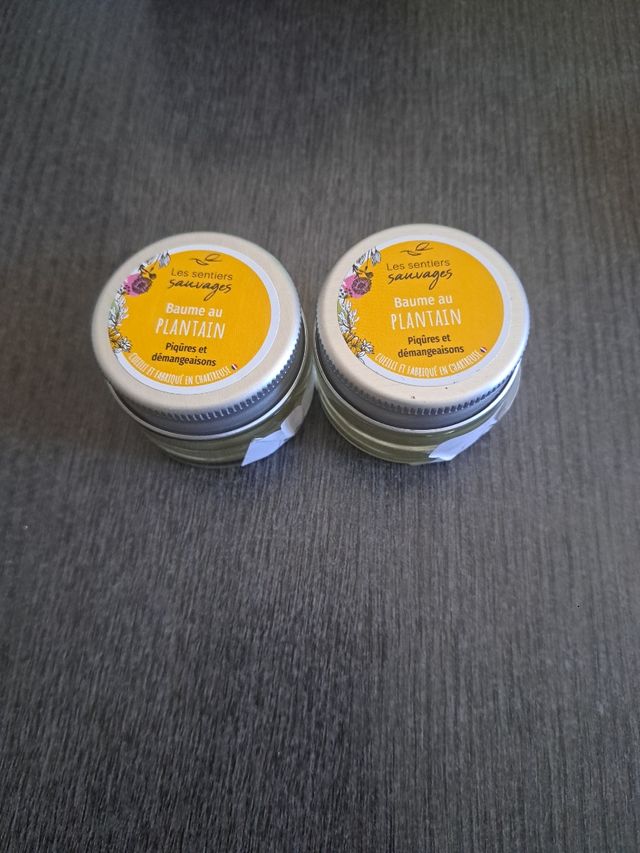 Les sentiers
sauvages
Baume au
PLANTAIN
Piqûres et
démangeaisons
CUEILLI ET FABRIQUÉ EN CHARTREUSE
Les sentiers
sauvages
Baume au
PLANTAIN
Piqûres et
démangeaisons
CUEILLI ET FABRIQUÉ EN CHARTREUSE